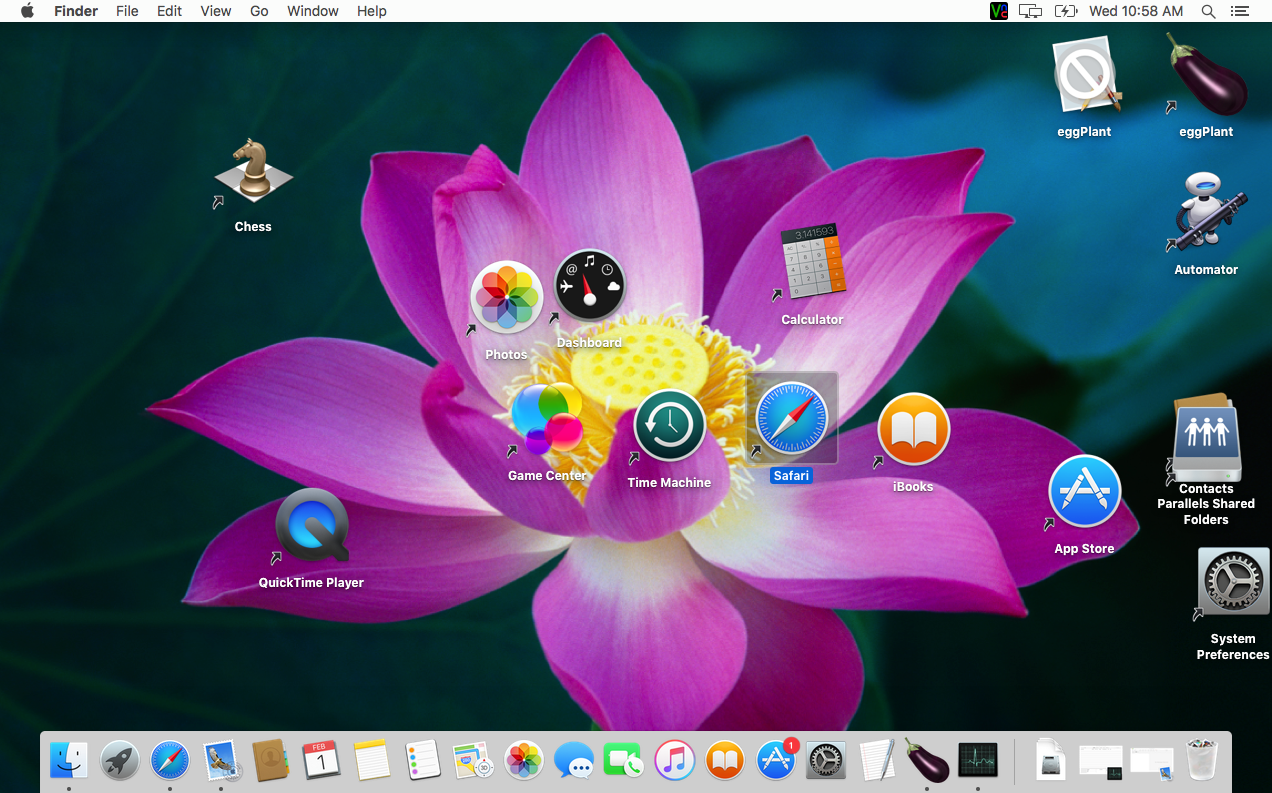 Finder File Edit View Go Window Help Wed 10:58 AM
eggPlant
eggPlant
Chess
3.141593
Automator
Calculator
Dashboard
Photos
Game Center
Time Machine
Safari
iBooks
Contacts
Parallels Shared
Folders
App Store
QuickTime Player
System
Preferences
FEB
1
1